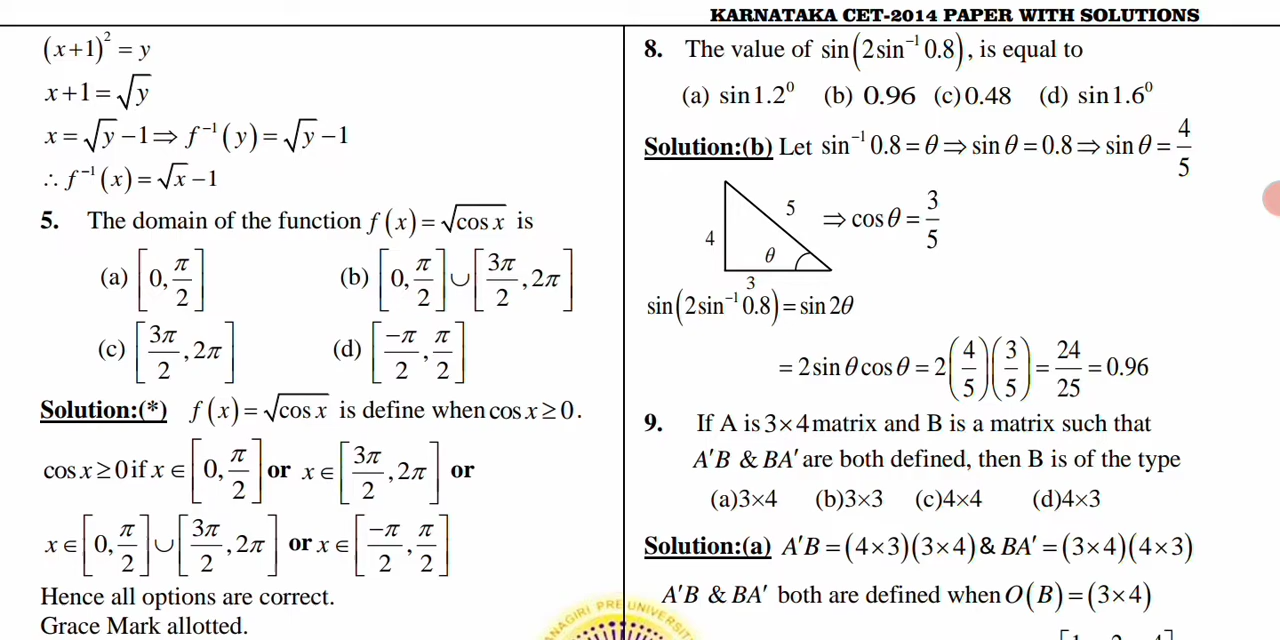 KARNATAKA CET-2014 PAPER WITH SOLUTIONS
(x+1)² = y
x+1=√y
x = √y −1 ⇒ f⁻¹(y) = √y −1
∴ f⁻¹(x) = √x −1
5. The domain of the function f(x) = √cos x is
(a) [0, π/2] (b) [0, π/2] ∪ [3π/2, 2π]
(c) [3π/2, 2π] (d) [−π/2, π/2]
Solution:(*) f(x) = √cos x is define when cos x ≥ 0.
cos x ≥ 0 if x ∈ [0, π/2] or x ∈ [3π/2, 2π] or
x ∈ [0, π/2] ∪ [3π/2, 2π] or x ∈ [−π/2, π/2]
Hence all options are correct.
Grace Mark allotted.
8. The value of sin(2sin⁻¹ 0.8), is equal to
(a) sin1.2⁰ (b) 0.96 (c)0.48 (d) sin1.6⁰
Solution:(b) Let sin⁻¹ 0.8 = θ ⇒ sin θ = 0.8 ⇒ sin θ = 4/5
4 5 θ 3 ⇒ cos θ = 3/5
sin(2sin⁻¹ 0.8) = sin 2θ
= 2 sin θ cos θ = 2(4/5)(3/5) = 24/25 = 0.96
9. If A is 3×4 matrix and B is a matrix such that
A′B & BA′ are both defined, then B is of the type
(a)3×4 (b)3×3 (c)4×4 (d)4×3
Solution:(a) A′B = (4×3)(3×4) & BA′ = (3×4)(4×3)
A′B & BA′ both are defined when O(B) = (3×4)